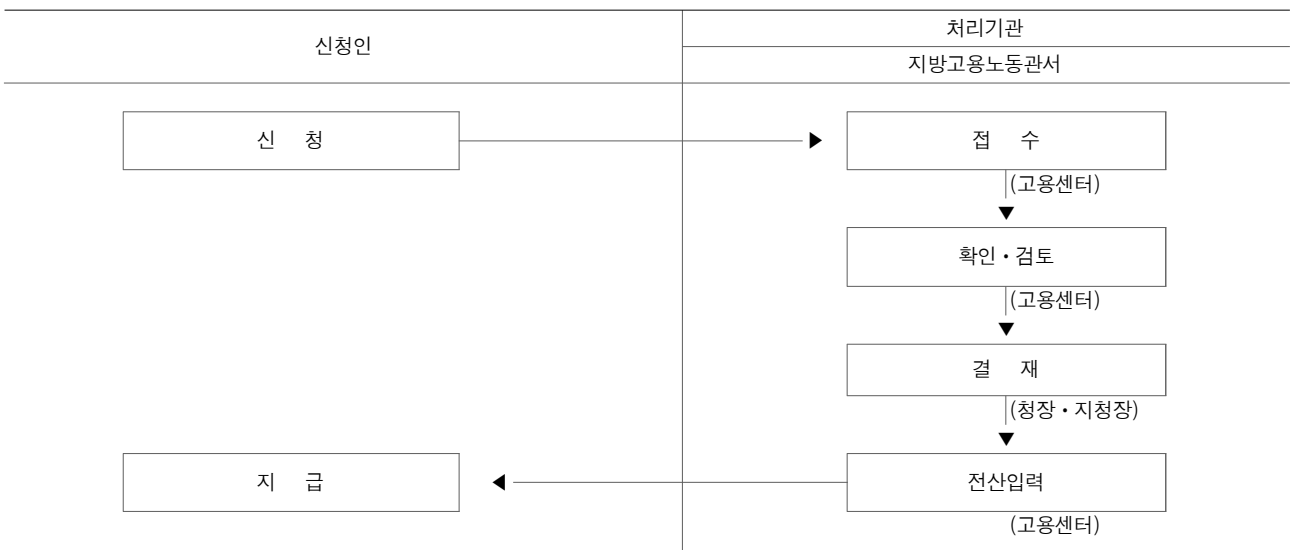 신청인
처리기관
지방고용노동관서
신 청
접 수
(고용센터)
확인・검토
(고용센터)
결 재
(청장・지청장)
지 급
전산입력
(고용센터)